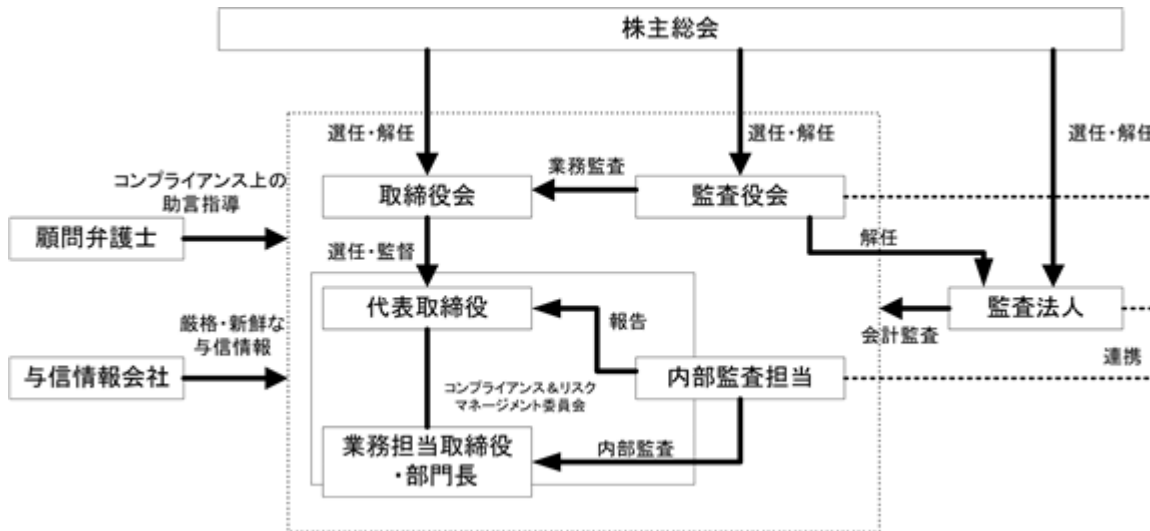 株主総会
選任・解任
選任・解任
選任・解任
業務監査
コンプライアンス上の
助言指導
取締役会
監査役会
顧問弁護士
解任
選任・監督
代表取締役
監査法人
報告
厳格・新鮮な
与信情報
会計監査
連携
与信情報会社
内部監査担当
コンプライアンス&リスク
マネージメント委員会
業務担当取締役
・部門長
内部監査